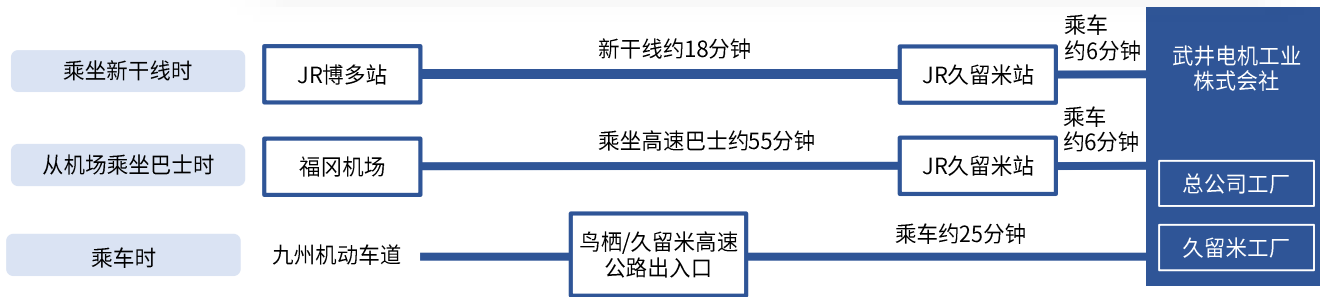 乘坐新干线时
JR博多站
新干线约18分钟
JR久留米站
乘车
约6分钟
武井电机工业
株式会社
从机场乘坐巴士时
福冈机场
乘坐高速巴士约55分钟
JR久留米站
乘车
约6分钟
总公司工厂
乘车时
九州机动车道
鸟栖/久留米高速
公路出入口
乘车约25分钟
久留米工厂